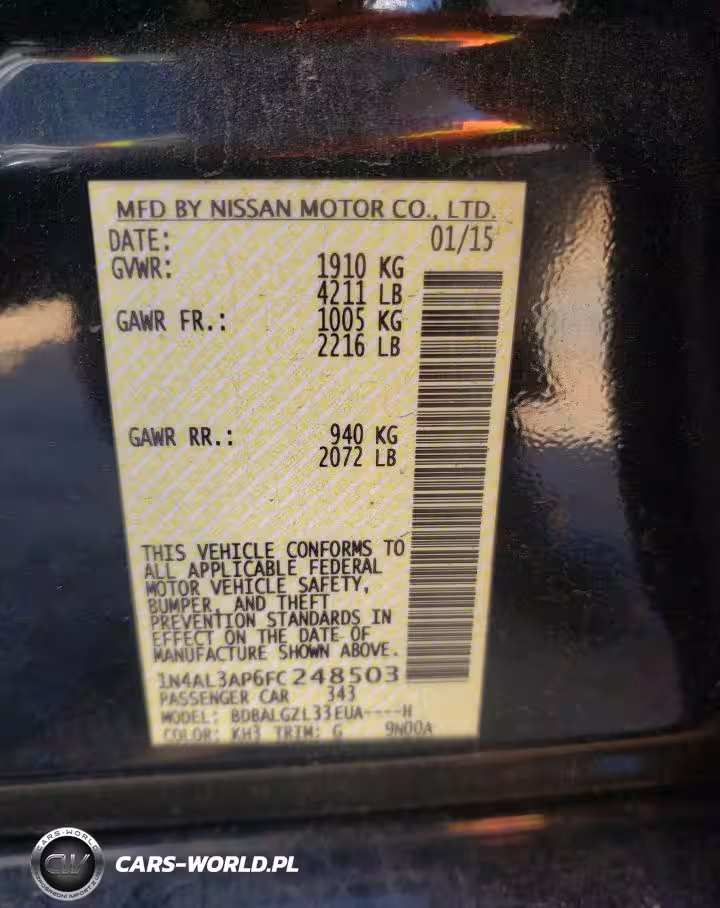 MFD BY NISSAN MOTOR CO., LTD.
DATE: 01/15
GVWR: 1910 KG
4211 LB
GAWR FR.: 1005 KG
2216 LB
GAWR RR.: 940 KG
2072 LB
THIS VEHICLE CONFORMS TO
ALL APPLICABLE FEDERAL
MOTOR VEHICLE SAFETY,
BUMPER, AND THEFT
PREVENTION STANDARDS IN
EFFECT ON THE DATE OF
MANUFACTURE SHOWN ABOVE.
1N4AL3AP6FC248503
PASSENGER CAR 343
MODEL: BDBALGZL33EUA----H
COLOR: KH3 TRIM: G 9N00A
CARS-WORLD
CW
CARS-WORLD.PL